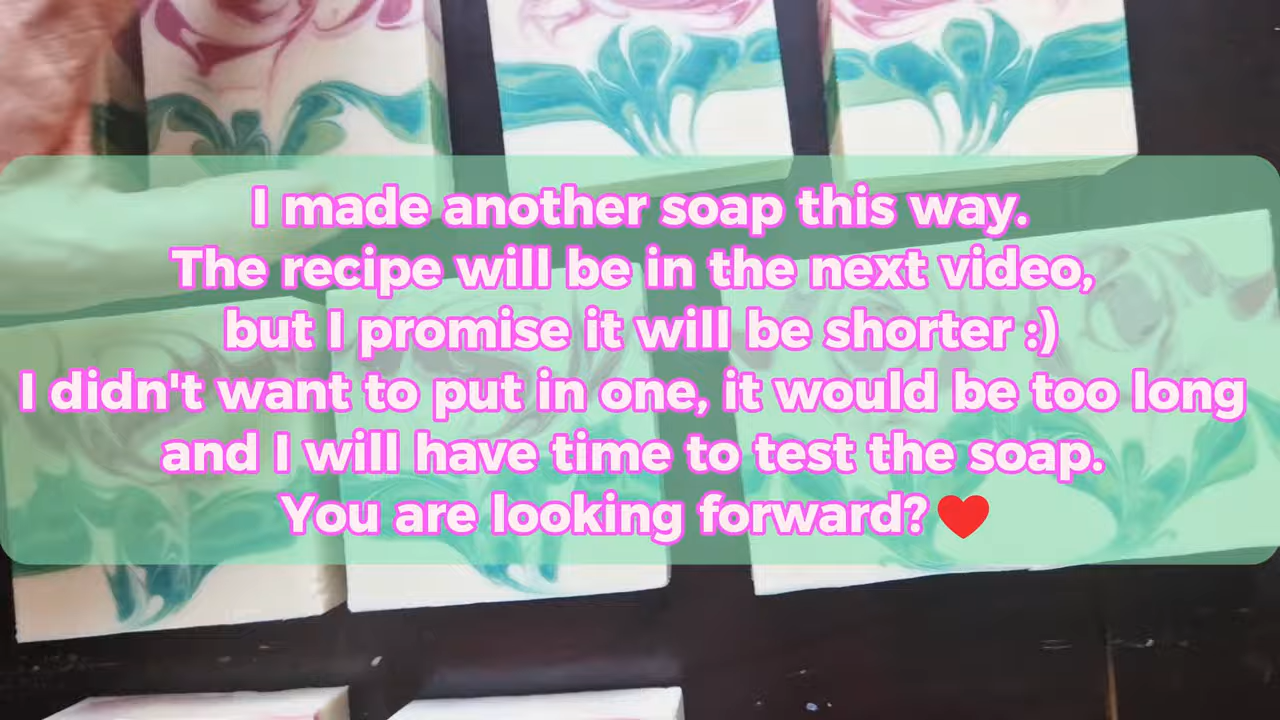 I made another soap this way.
The recipe will be in the next video,
but I promise it will be shorter :)
I didn't want to put in one, it would be too long
and I will have time to test the soap.
You are looking forward?❤️